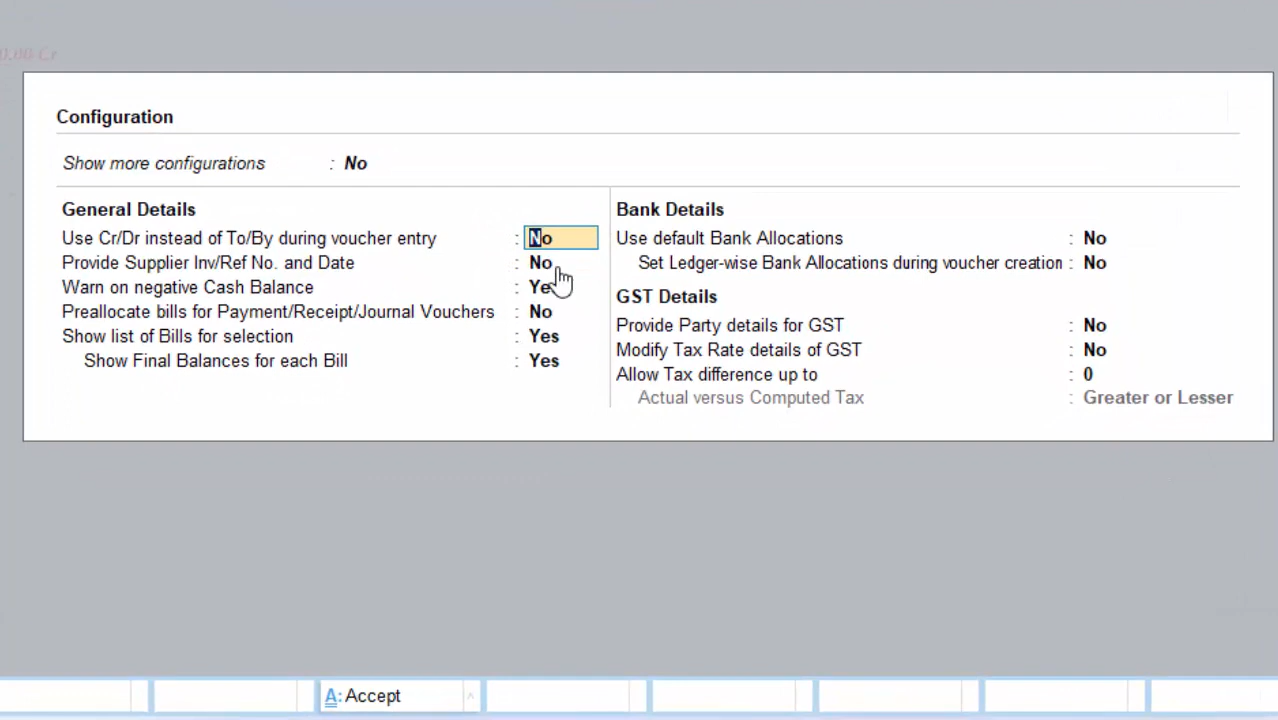 0.00 Cr
Configuration
Show more configurations : No
General Details
Use Cr/Dr instead of To/By during voucher entry : No
Provide Supplier Inv/Ref No. and Date : No
Warn on negative Cash Balance : Yes
Preallocate bills for Payment/Receipt/Journal Vouchers : No
Show list of Bills for selection : Yes
Show Final Balances for each Bill : Yes
Bank Details
Use default Bank Allocations : No
Set Ledger-wise Bank Allocations during voucher creation : No
GST Details
Provide Party details for GST : No
Modify Tax Rate details of GST : No
Allow Tax difference up to : 0
Actual versus Computed Tax : Greater or Lesser
A: Accept ^